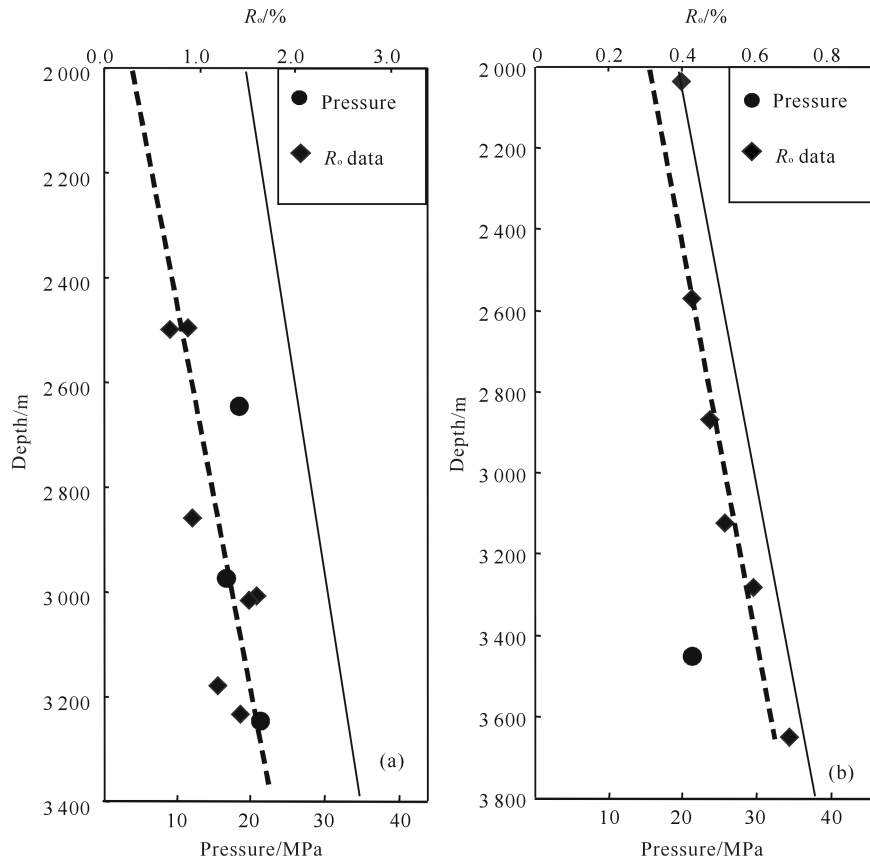 Rₒ/%
0.0 1.0 2.0 3.0
2 000
Pressure
Rₒ data
2 200
2 400
2 600
2 800
3 000
3 200
3 400
Depth/m
(a)
10 20 30 40
Pressure/MPa
Rₒ/%
0 0.2 0.4 0.6 0.8
2 000
Pressure
Rₒ data
2 200
2 400
2 600
2 800
3 000
3 200
3 400
3 600
3 800
Depth/m
(b)
0 10 20 30 40
Pressure/MPa